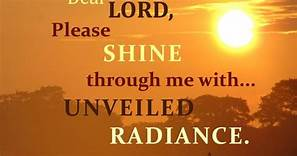 Dear
LORD,
Please
SHINE
through me with...
UNVEILED
RADIANCE.